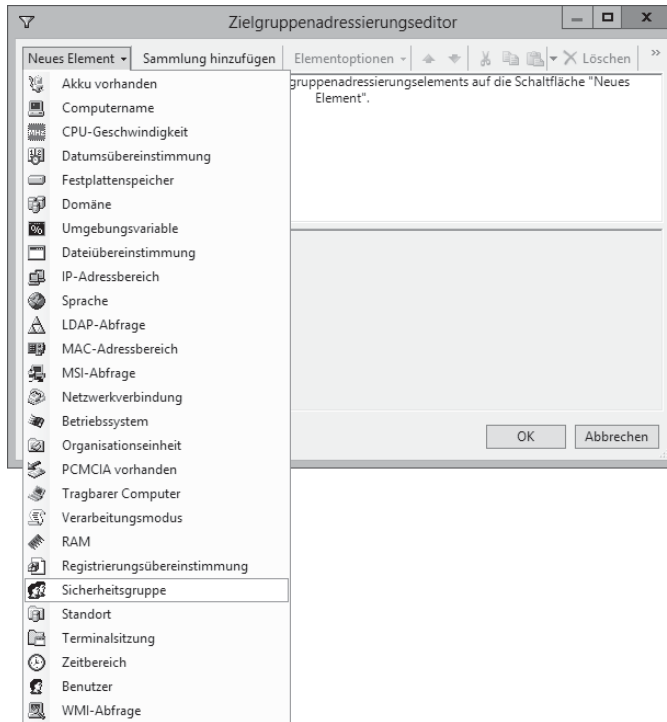 Zielgruppenadressierungseditor
Neues Element Sammlung hinzufügen Elementoptionen Löschen »
gruppenadressierungselements auf die Schaltfläche "Neues
Element".
Akku vorhanden
Computername
CPU-Geschwindigkeit
Datumsübereinstimmung
Festplattenspeicher
Domäne
Umgebungsvariable
Dateiübereinstimmung
IP-Adressbereich
Sprache
LDAP-Abfrage
MAC-Adressbereich
MSI-Abfrage
Netzwerkverbindung
Betriebssystem
Organisationseinheit
PCMCIA vorhanden
Tragbarer Computer
Verarbeitungsmodus
RAM
Registrierungsübereinstimmung
Sicherheitsgruppe
Standort
Terminalsitzung
Zeitbereich
Benutzer
WMI-Abfrage
OK Abbrechen